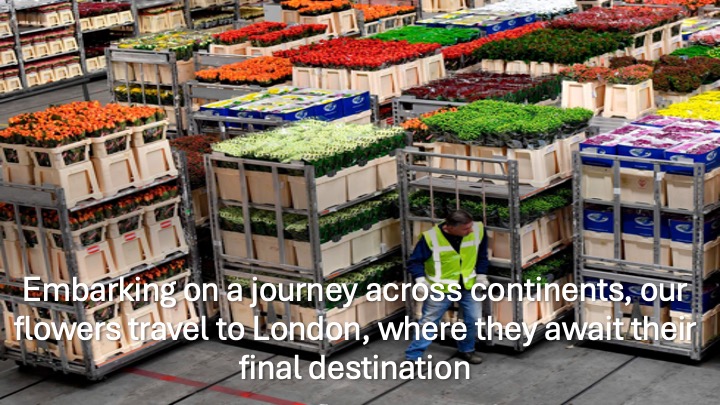 Embarking on a journey across continents, our
flowers travel to London, where they await their
final destination